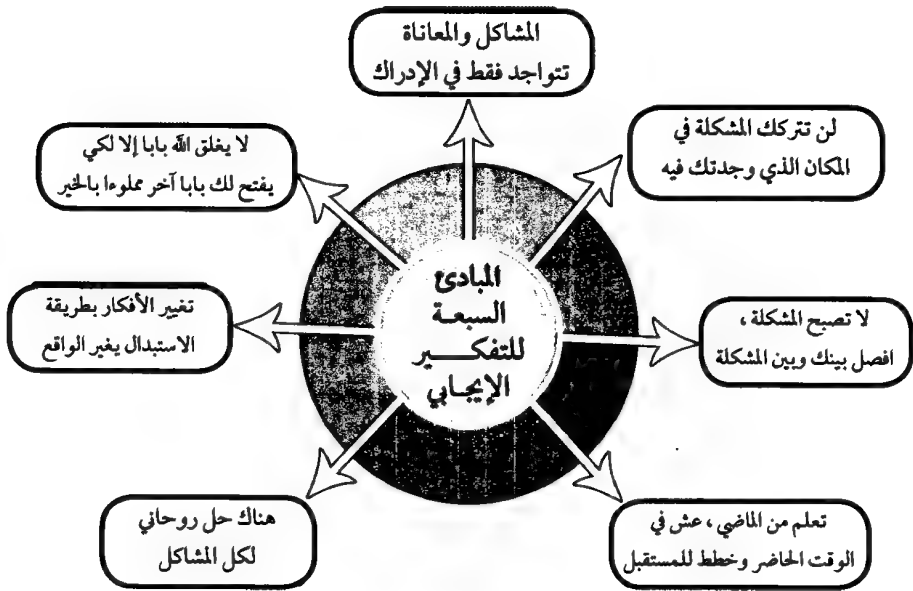 المشاكل والمعاناة
تتواجد فقط في الإدراك
لن تتركك المشكلة في
المكان الذي وجدتك فيه
لا يغلق الله بابا إلا لكي
يفتح لك بابا آخر مملوءا بالخير
المبادئ
السبعة
للتفكير
الإيجابي
تغيير الأفكار بطريقة
الاستبدال يغير الواقع
لا تصبح المشكلة ،
افصل بينك وبين المشكلة
هناك حل روحاني
لكل المشاكل
تعلم من الماضي ، عش في
الوقت الحاضر وخطط للمستقبل